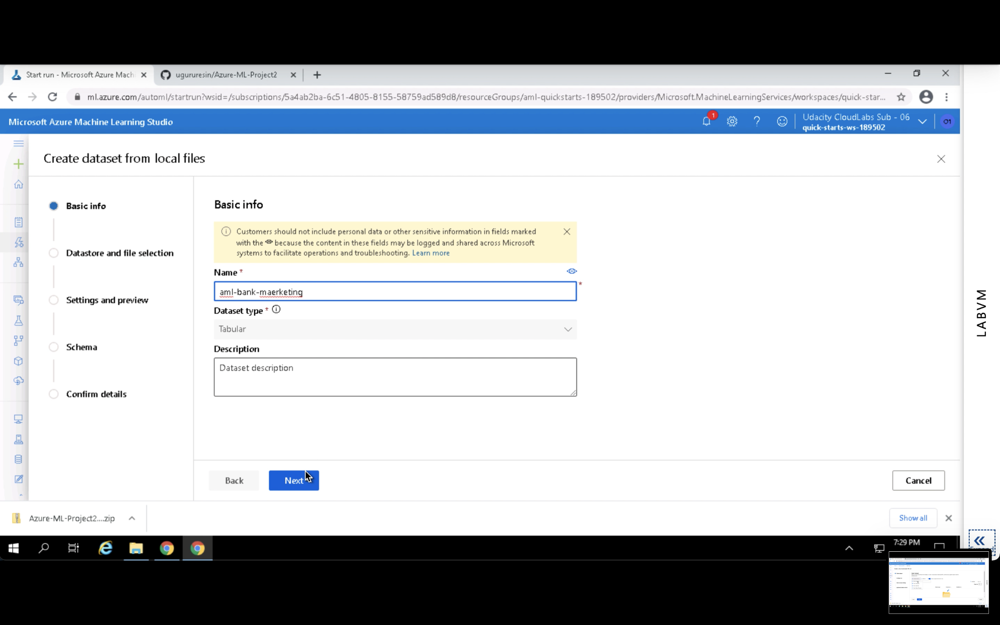 Start run - Microsoft Azure Machi
ugururesin/Azure-ML-Project2
ml.azure.com/automl/startrun?wsid=/subscriptions/5a4ab2ba-6c51-4805-8155-58759ad589d8/resourceGroups/aml-quickstarts-189502/providers/Microsoft.MachineLearningServices/workspaces/quick-star...
Microsoft Azure Machine Learning Studio
1
Udacity CloudLabs Sub - 06
quick-starts-ws-189502
O1
Create dataset from local files
Basic info
Datastore and file selection
Settings and preview
Schema
Confirm details
Basic info
Customers should not include personal data or other sensitive information in fields marked
with the because the content in these fields may be logged and shared across Microsoft
systems to facilitate operations and troubleshooting. Learn more
Name *
aml-bank-maerketing
*
Dataset type *
Tabular
Description
Dataset description
Back
Next
Cancel
LABVM
Azure-ML-Project2....zip
Show all
7:29 PM